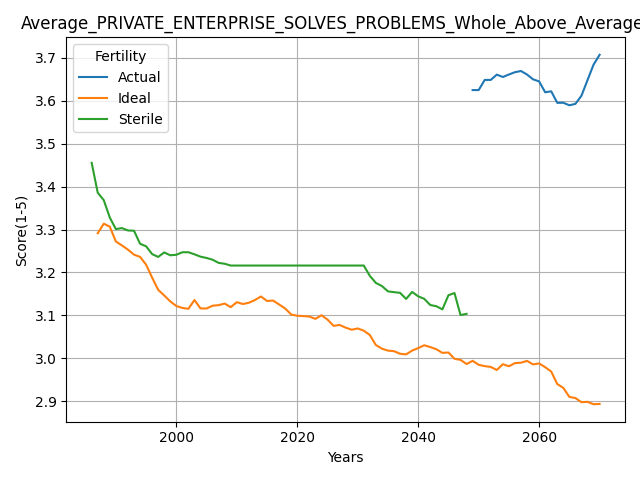 Average_PRIVATE_ENTERPRISE_SOLVES_PROBLEMS_Whole_Above_Average
Fertility
Actual
Ideal
Sterile
Score(1-5)
3.7
3.6
3.5
3.4
3.3
3.2
3.1
3.0
2.9
2000
2020
2040
2060
Years